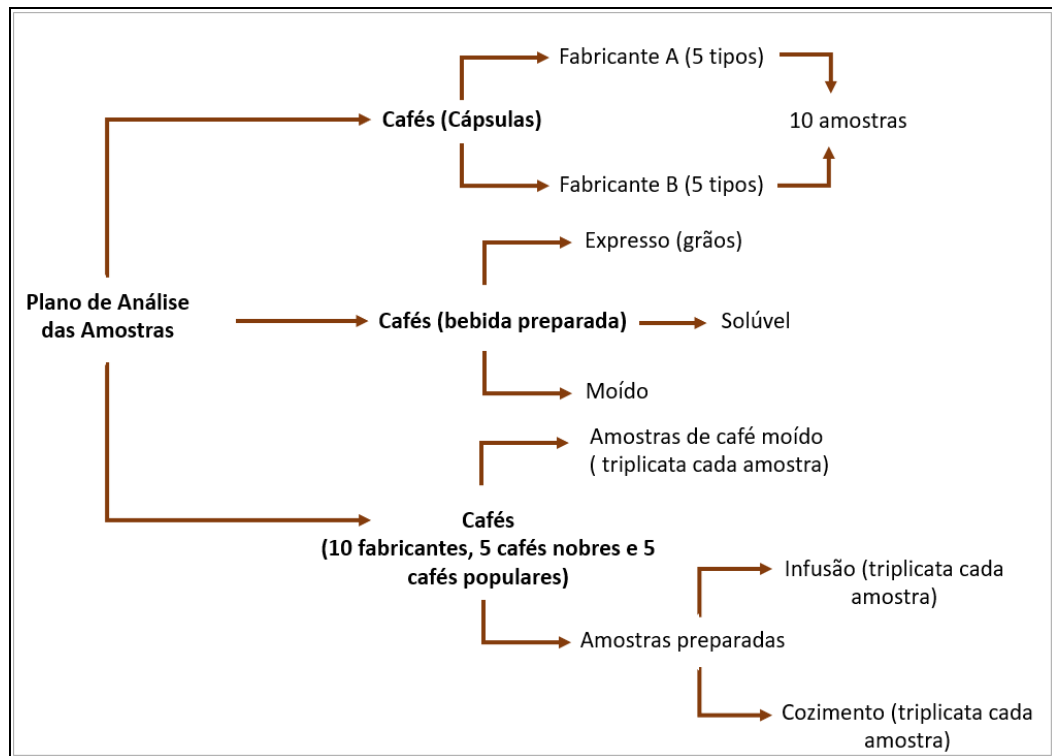 Fabricante A (5 tipos)
Cafés (Cápsulas)
10 amostras
Fabricante B (5 tipos)
Expresso (grãos)
Plano de Análise
das Amostras
Cafés (bebida preparada)
Solúvel
Moído
Amostras de café moído
( triplicata cada amostra)
Cafés
(10 fabricantes, 5 cafés nobres e 5
cafés populares)
Infusão (triplicata cada
amostra)
Amostras preparadas
Cozimento (triplicata cada
amostra)